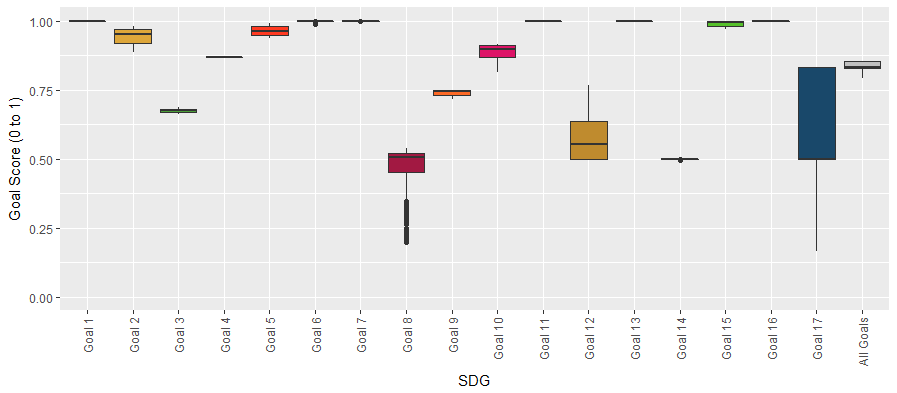 Goal Score (0 to 1)
1.00
0.75
0.50
0.25
0.00
Goal 1
Goal 2
Goal 3
Goal 4
Goal 5
Goal 6
Goal 7
Goal 8
Goal 9
Goal 10
Goal 11
Goal 12
Goal 13
Goal 14
Goal 15
Goal 16
Goal 17
All Goals
SDG